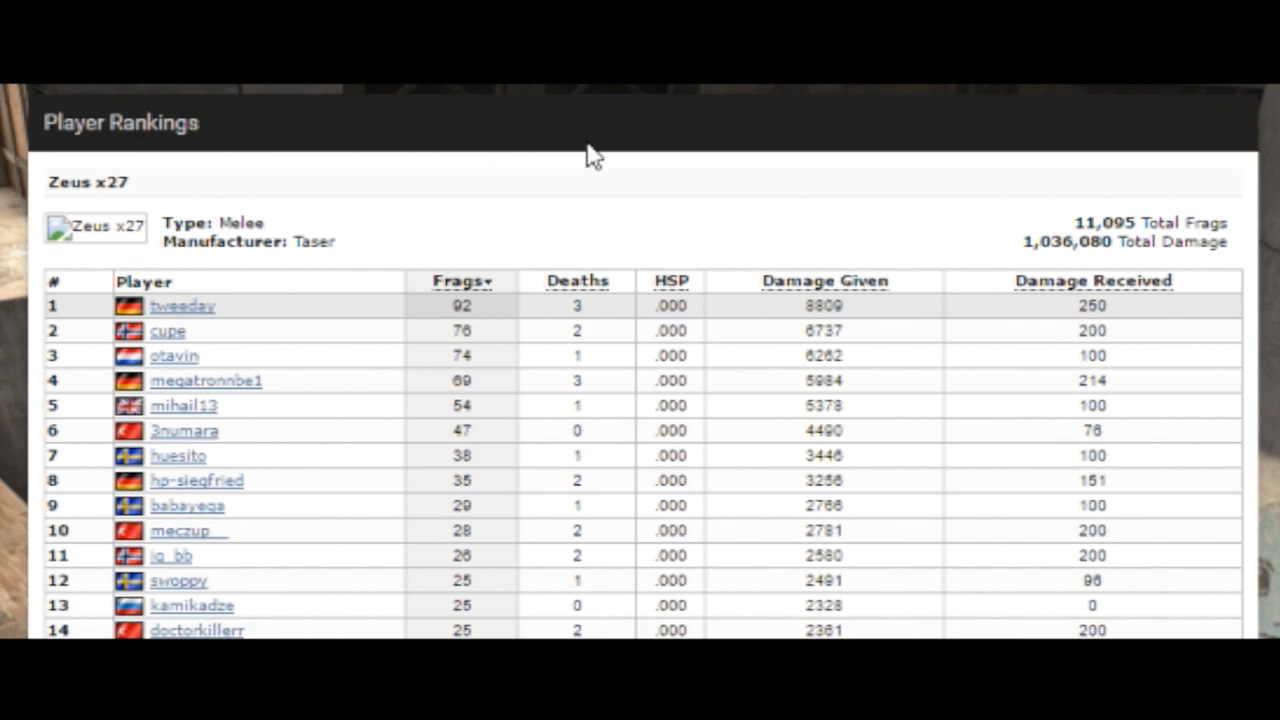 Player Rankings
Zeus x27
Zeus x27
Type: Melee
Manufacturer: Taser
11,095 Total Frags
1,036,080 Total Damage
# Player Frags Deaths HSP Damage Given Damage Received
1 tweeday 92 3 .000 8809 250
2 cupe 76 2 .000 6737 200
3 otavin 74 1 .000 6262 100
4 megatronnbe1 69 3 .000 5984 214
5 mihail13 54 1 .000 5378 100
6 3numara 47 0 .000 4490 76
7 huesito 38 1 .000 3446 100
8 hp-siegfried 35 2 .000 3256 151
9 babayega 29 1 .000 2766 100
10 meczup__ 28 2 .000 2781 200
11 26 2 .000 2580 200
12 swoppy 25 1 .000 2491 96
13 kamikadze 25 0 .000 2328 0
14 doctorkillerr 25 2 .000 2361 200